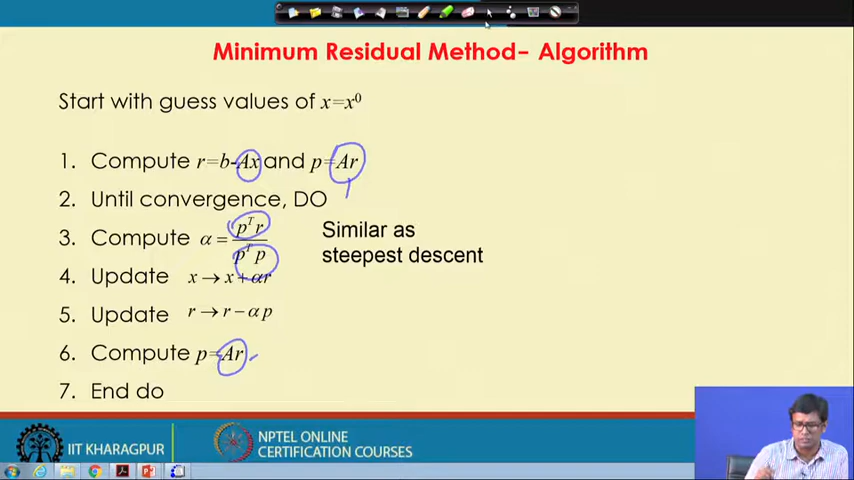 Minimum Residual Method- Algorithm
Start with guess values of x=x⁰
1. Compute r=b-Ax and p=Ar
2. Until convergence, DO
3. Compute α = pᵀr / pᵀp
Similar as
steepest descent
4. Update x → x + αr
5. Update r → r − αp
6. Compute p=Ar
7. End do
IIT KHARAGPUR
NPTEL ONLINE
CERTIFICATION COURSES